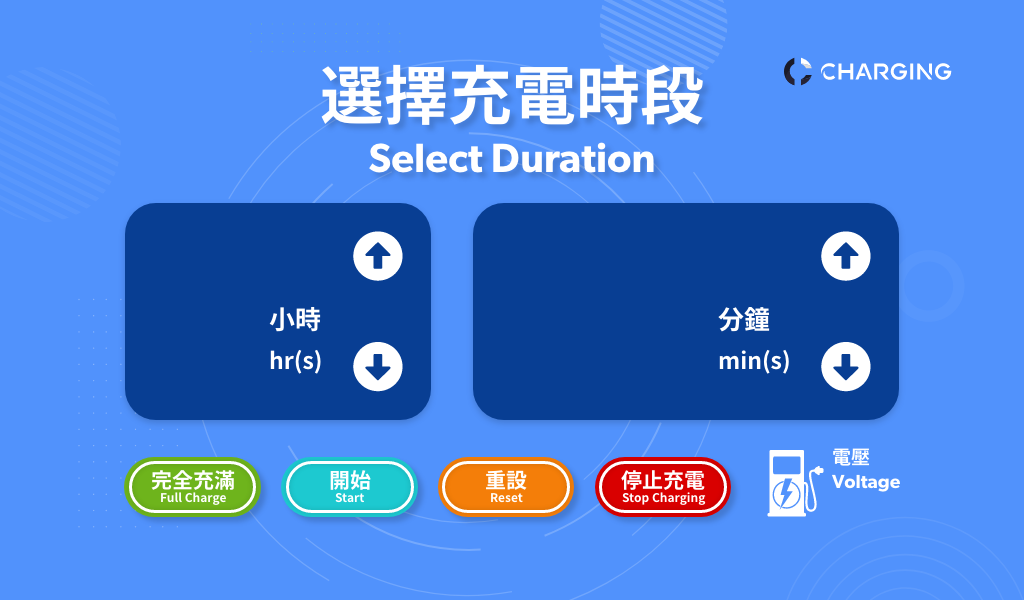 選擇充電時段
CHARGING
Select Duration
小時
hr(s)
分鐘
min(s)
完全充滿
Full Charge
開始
Start
重設
Reset
停止充電
Stop Charging
電壓
Voltage